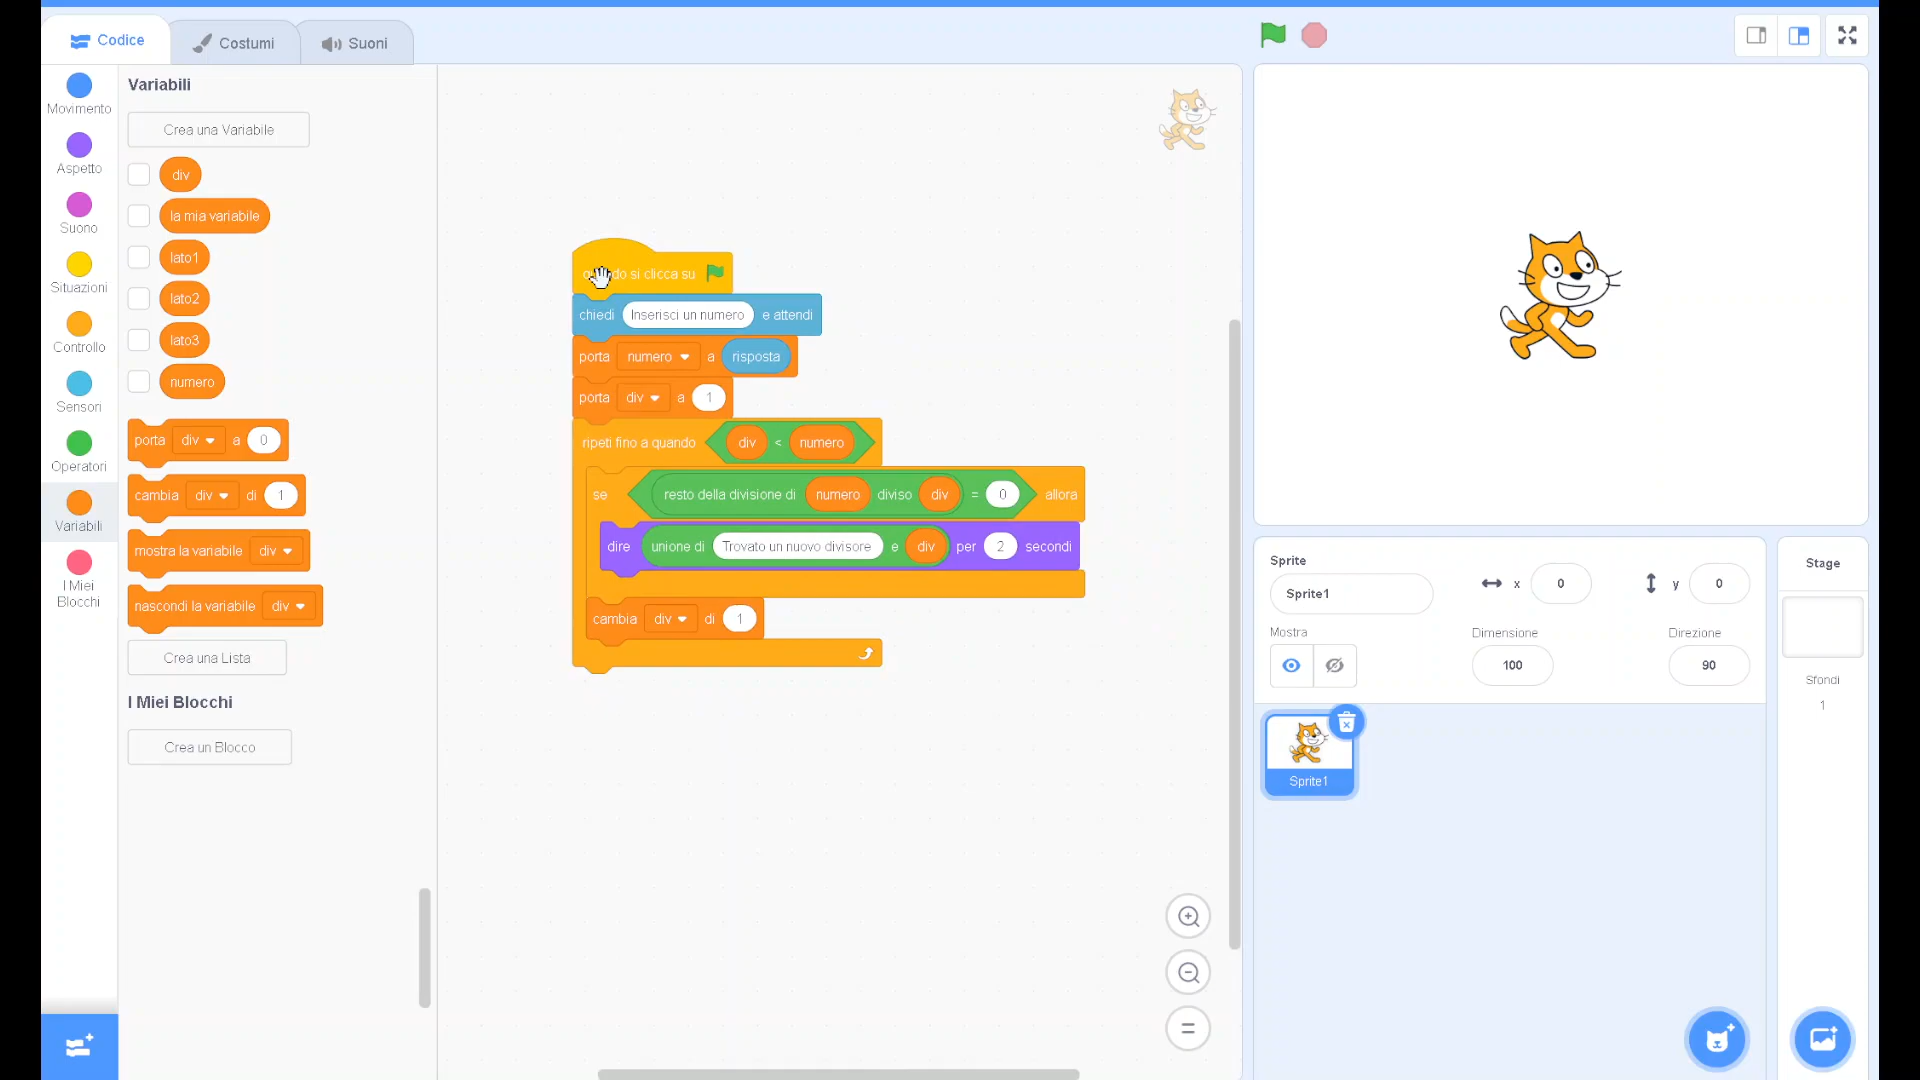 Codice
Costumi
Suoni
Movimento
Aspetto
Suono
Situazioni
Controllo
Sensori
Operatori
Variabili
I Miei
Blocchi
Variabili
Crea una Variabile
div
la mia variabile
lato1
lato2
lato3
numero
porta div a 0
cambia div di 1
mostra la variabile div
nascondi la variabile div
Crea una Lista
I Miei Blocchi
Crea un Blocco
si clicca su
chiedi Inserisci un numero e attendi
porta numero a risposta
porta div a 1
ripeti fino a quando div < numero
se resto della divisione di numero diviso div = 0 allora
dire unione di Trovato un nuovo divisore e div per 2 secondi
cambia div di 1
Sprite
Sprite1
x 0
y 0
Mostra
Dimensione
100
Direzione
90
Sprite1
Stage
Sfondi
1